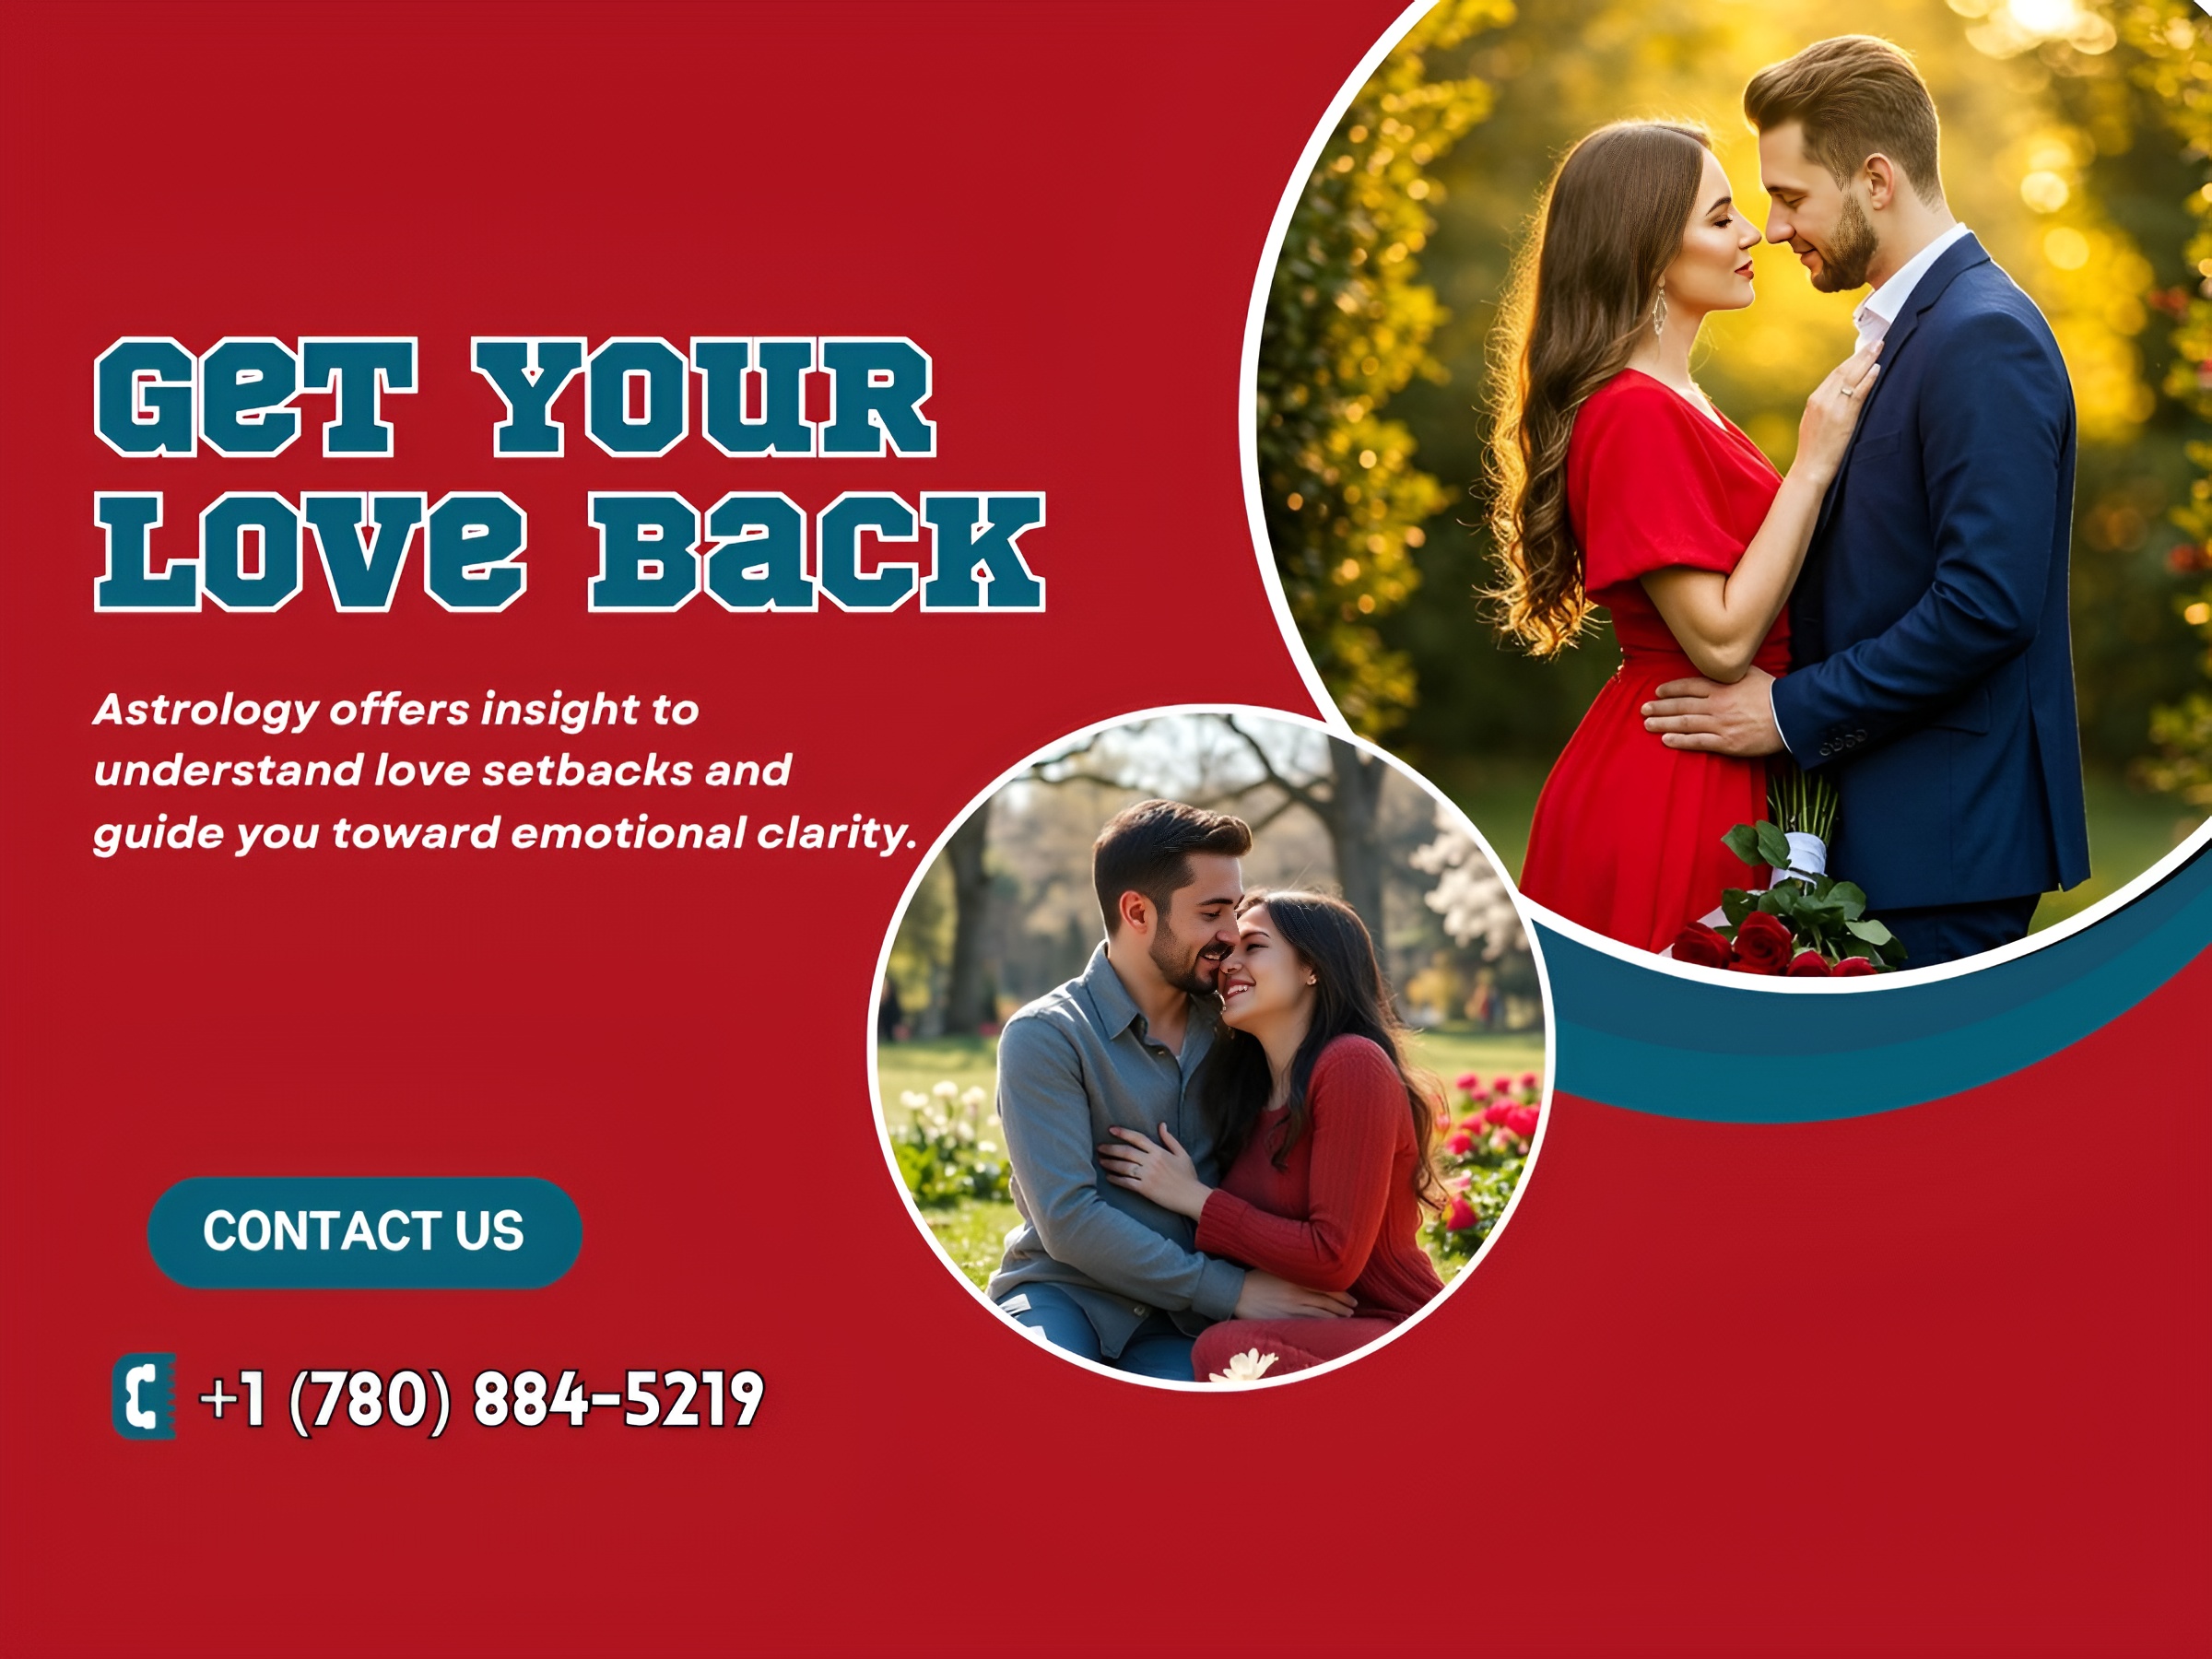 GeT YOUR
LOVe BaCK
Astrology offers insight to
understand love setbacks and
guide you toward emotional clarity.
CONTACT US
+1 (780) 884-5219